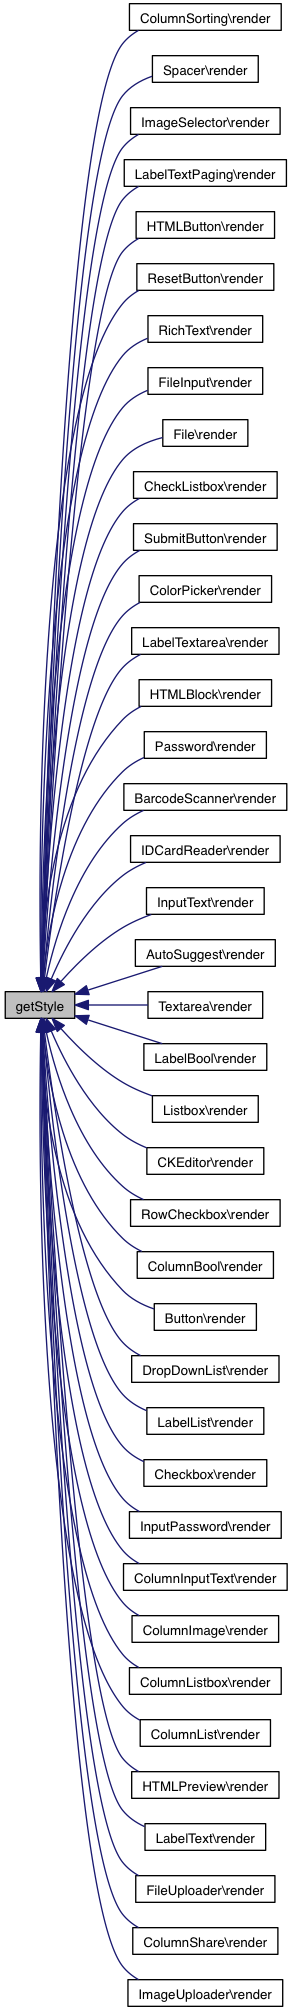 ColumnSorting\render
Spacer\render
ImageSelector\render
LabelTextPaging\render
HTMLButton\render
ResetButton\render
RichText\render
FileInput\render
File\render
CheckListbox\render
SubmitButton\render
ColorPicker\render
LabelTextarea\render
HTMLBlock\render
Password\render
BarcodeScanner\render
IDCardReader\render
InputText\render
AutoSuggest\render
getStyle
Textarea\render
LabelBool\render
Listbox\render
CKEditor\render
RowCheckbox\render
ColumnBool\render
Button\render
DropDownList\render
LabelList\render
Checkbox\render
InputPassword\render
ColumnInputText\render
ColumnImage\render
ColumnListbox\render
ColumnList\render
HTMLPreview\render
LabelText\render
FileUploader\render
ColumnShare\render
ImageUploader\render